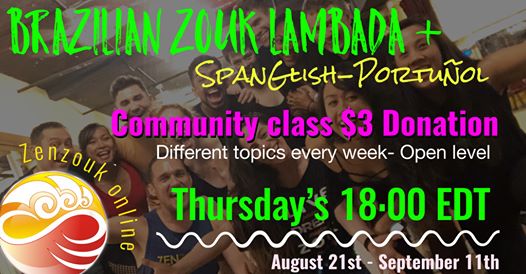 BRAZILIAN ZOUK LAMBADA +
SPANGLISH-PORTUÑOL
Community class $3 Donation
Different topics every week- Open level
Zenzouk online
Thursday's 18:00 EDT
August 21st - September 11th